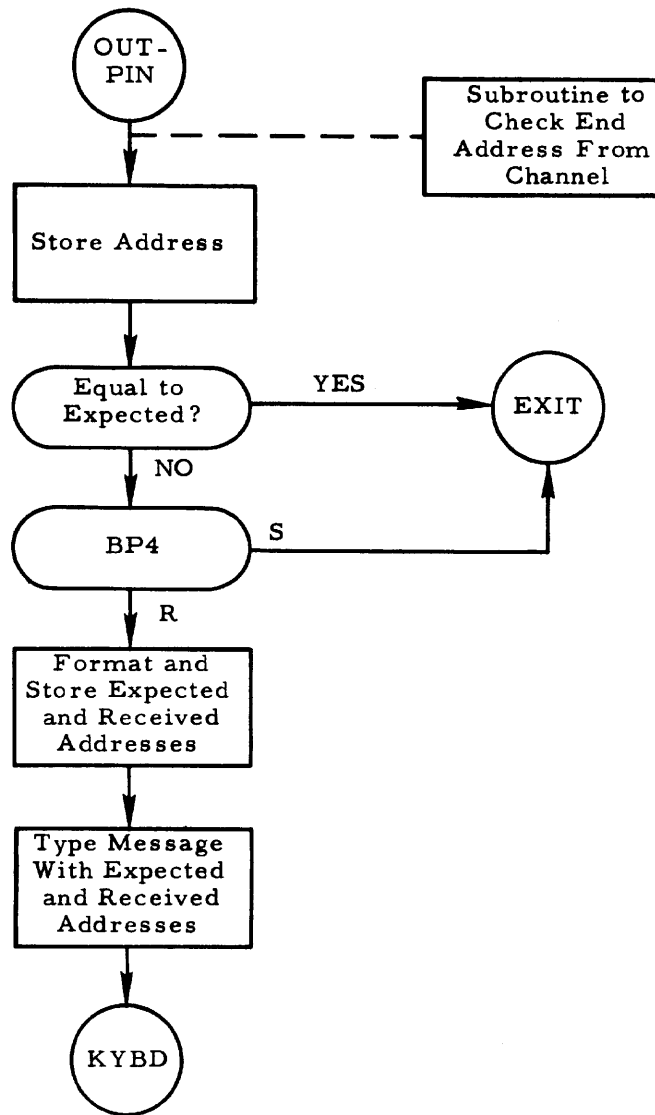 OUT-
PIN
Subroutine to
Check End
Address From
Channel
Store Address
Equal to
Expected?
YES
EXIT
NO
BP4
S
R
Format and
Store Expected
and Received
Addresses
Type Message
With Expected
and Received
Addresses
KYBD